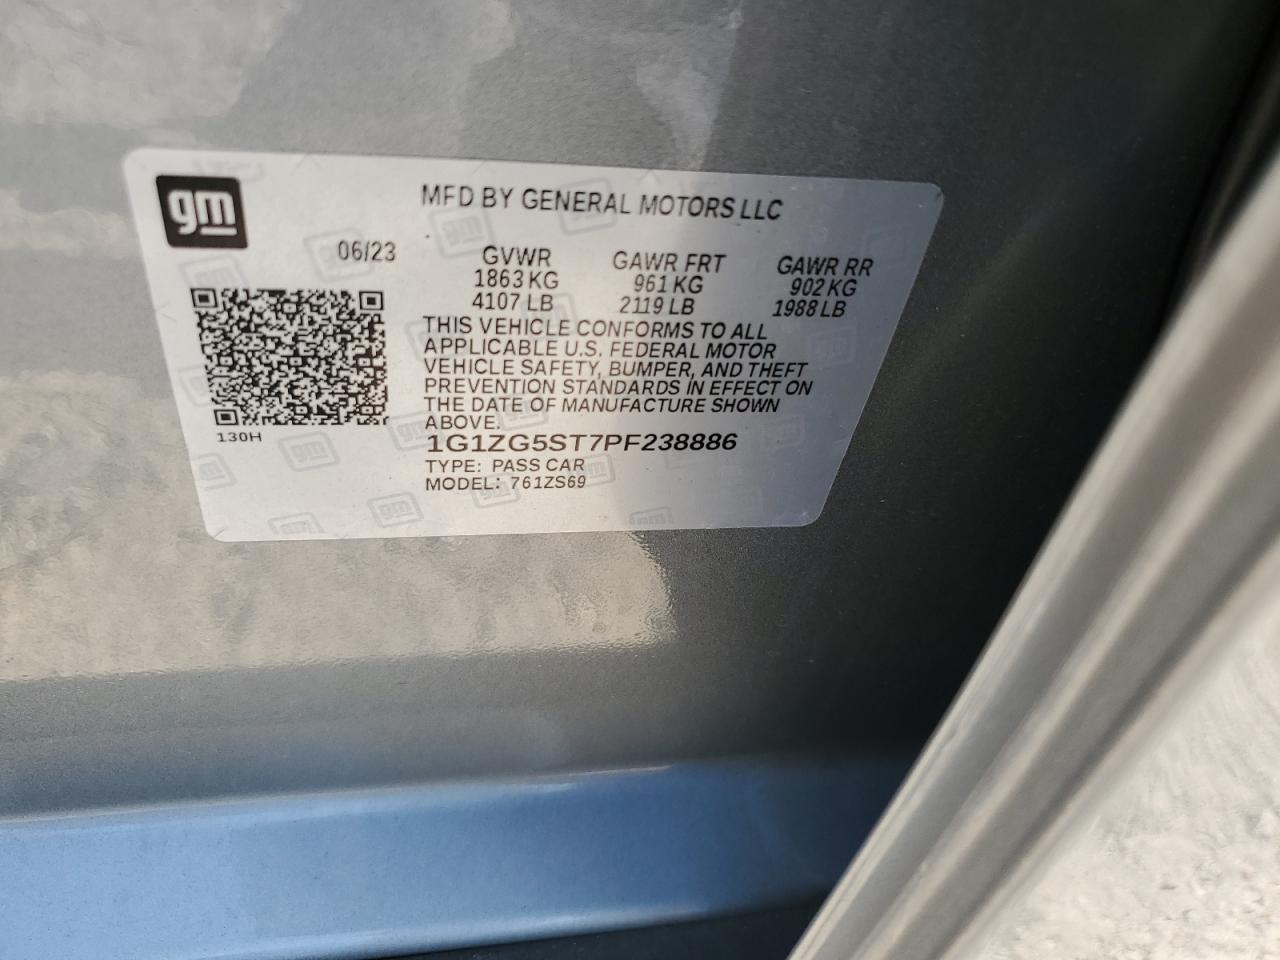 gm
MFD BY GENERAL MOTORS LLC
06/23 GVWR GAWR FRT GAWR RR
1863 KG 961 KG 902 KG
4107 LB 2119 LB 1988 LB
THIS VEHICLE CONFORMS TO ALL
APPLICABLE U.S. FEDERAL MOTOR
VEHICLE SAFETY, BUMPER, AND THEFT
PREVENTION STANDARDS IN EFFECT ON
THE DATE OF MANUFACTURE SHOWN
ABOVE.
130H
1G1ZG5ST7PF238886
TYPE: PASS CAR
MODEL: 761ZS69